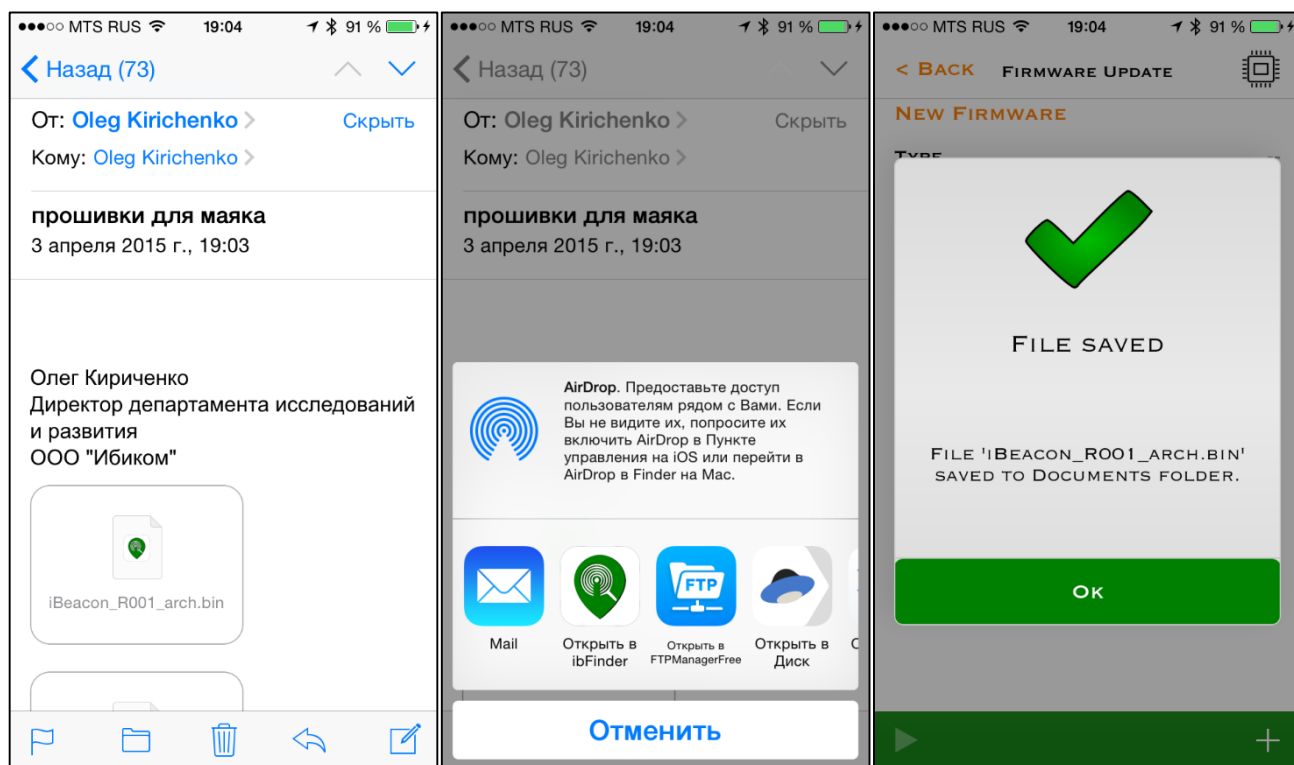 MTS RUS 19:04 91 %
Назад (73)
От: Oleg Kirichenko Скрыть
Кому: Oleg Kirichenko
прошивки для маяка
3 апреля 2015 г., 19:03
Олег Кириченко
Директор департамента исследований
и развития
ООО "Ибиком"
iBeacon_R001_arch.bin
MTS RUS 19:04 91 %
Назад (73)
От: Oleg Kirichenko Скрыть
Кому: Oleg Kirichenko
прошивки для маяка
3 апреля 2015 г., 19:03
AirDrop. Предоставьте доступ
пользователям рядом с Вами. Если
Вы не видите их, попросите их
включить AirDrop в Пункте
управления на iOS или перейти в
AirDrop в Finder на Mac.
Mail
Открыть в
ibFinder
Открыть в
FTPManagerFree
Открыть в
Диск
FTP
Отменить
MTS RUS 19:04 91 %
< BACK FIRMWARE UPDATE
NEW FIRMWARE
TYPE --
FILE SAVED
FILE 'IBEACON_R001_ARCH.BIN'
SAVED TO DOCUMENTS FOLDER.
OK